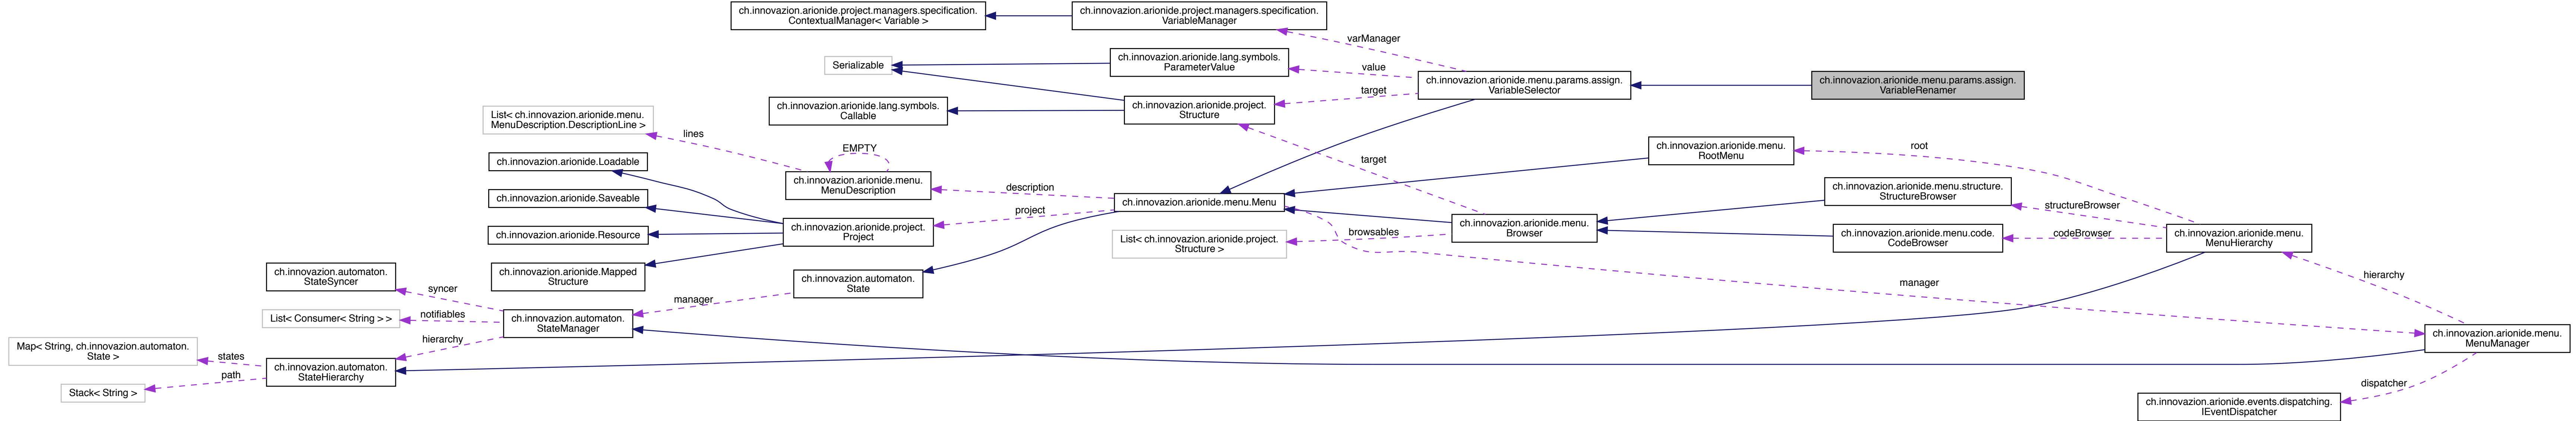 ch.innovazion.arionide.project.managers.specification.
ContextualManager< Variable >
ch.innovazion.arionide.project.managers.specification.
VariableManager
varManager
Serializable
ch.innovazion.arionide.lang.symbols.
ParameterValue
value
ch.innovazion.arionide.menu.params.assign.
VariableSelector
ch.innovazion.arionide.menu.params.assign.
VariableRenamer
target
List< ch.innovazion.arionide.menu.
MenuDescription.DescriptionLine >
ch.innovazion.arionide.lang.symbols.
Callable
ch.innovazion.arionide.project.
Structure
lines
EMPTY
ch.innovazion.arionide.Loadable
ch.innovazion.arionide.menu.
MenuDescription
target
ch.innovazion.arionide.menu.
RootMenu
root
description
ch.innovazion.arionide.Saveable
ch.innovazion.arionide.menu.Menu
ch.innovazion.arionide.menu.structure.
StructureBrowser
structureBrowser
project
ch.innovazion.arionide.Resource
ch.innovazion.arionide.project.
Project
List< ch.innovazion.arionide.project.
Structure >
browsables
ch.innovazion.arionide.menu.
Browser
ch.innovazion.arionide.menu.code.
CodeBrowser
codeBrowser
ch.innovazion.arionide.menu.
MenuHierarchy
ch.innovazion.automaton.
StateSyncer
ch.innovazion.arionide.Mapped
Structure
ch.innovazion.automaton.
State
manager
hierarchy
syncer
manager
List< Consumer< String > >
notifiables
ch.innovazion.automaton.
StateManager
hierarchy
ch.innovazion.arionide.menu.
MenuManager
Map< String, ch.innovazion.automaton.
State >
states
ch.innovazion.automaton.
StateHierarchy
path
Stack< String >
dispatcher
ch.innovazion.arionide.events.dispatching.
IEventDispatcher